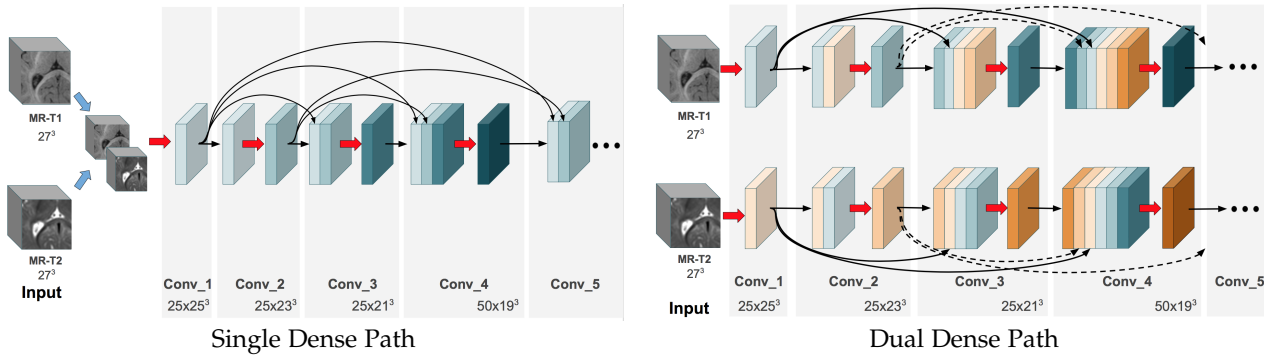 MR-T1
27³
MR-T2
27³
Input
Conv_1
25x25³
Conv_2
25x23³
Conv_3
25x21³
Conv_4
50x19³
Conv_5
Single Dense Path
MR-T1
27³
MR-T2
27³
Input
Conv_1
25x25³
Conv_2
25x23³
Conv_3
25x21³
Conv_4
50x19³
Conv_5
Dual Dense Path